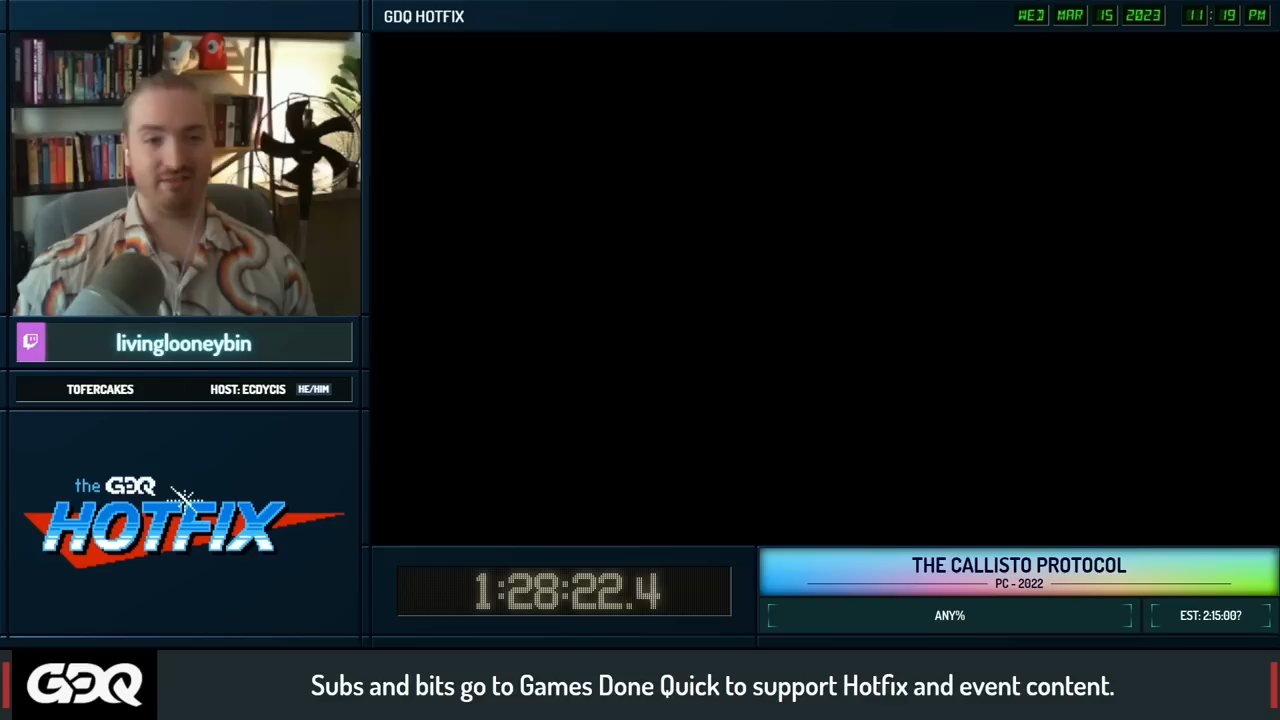 GDQ HOTFIX
WED MAR 15 2023 11:19 PM
livinglooneybin
TOFERCAKES HOST: ECDYCIS HE/HIM
the GDQ
HOTFIX
1:28:22.4
THE CALLISTO PROTOCOL
PC - 2022
ANY%
EST: 2:15:00?
GDQ
Subs and bits go to Games Done Quick to support Hotfix and event content.